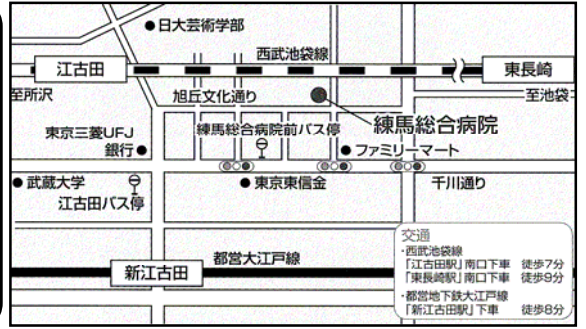 日大芸術学部
西武池袋線
江古田
東長崎
至所沢
旭丘文化通り
至池袋
練馬総合病院
東京三菱UFJ
銀行
練馬総合病院前バス停
ファミリーマート
武蔵大学
江古田バス停
東京東信金
千川通り
都営大江戸線
新江古田
交通
・西武池袋線
「江古田駅」南口下車 徒歩7分
「東長崎駅」南口下車 徒歩9分
・都営地下鉄大江戸線
「新江古田駅」下車 徒歩8分